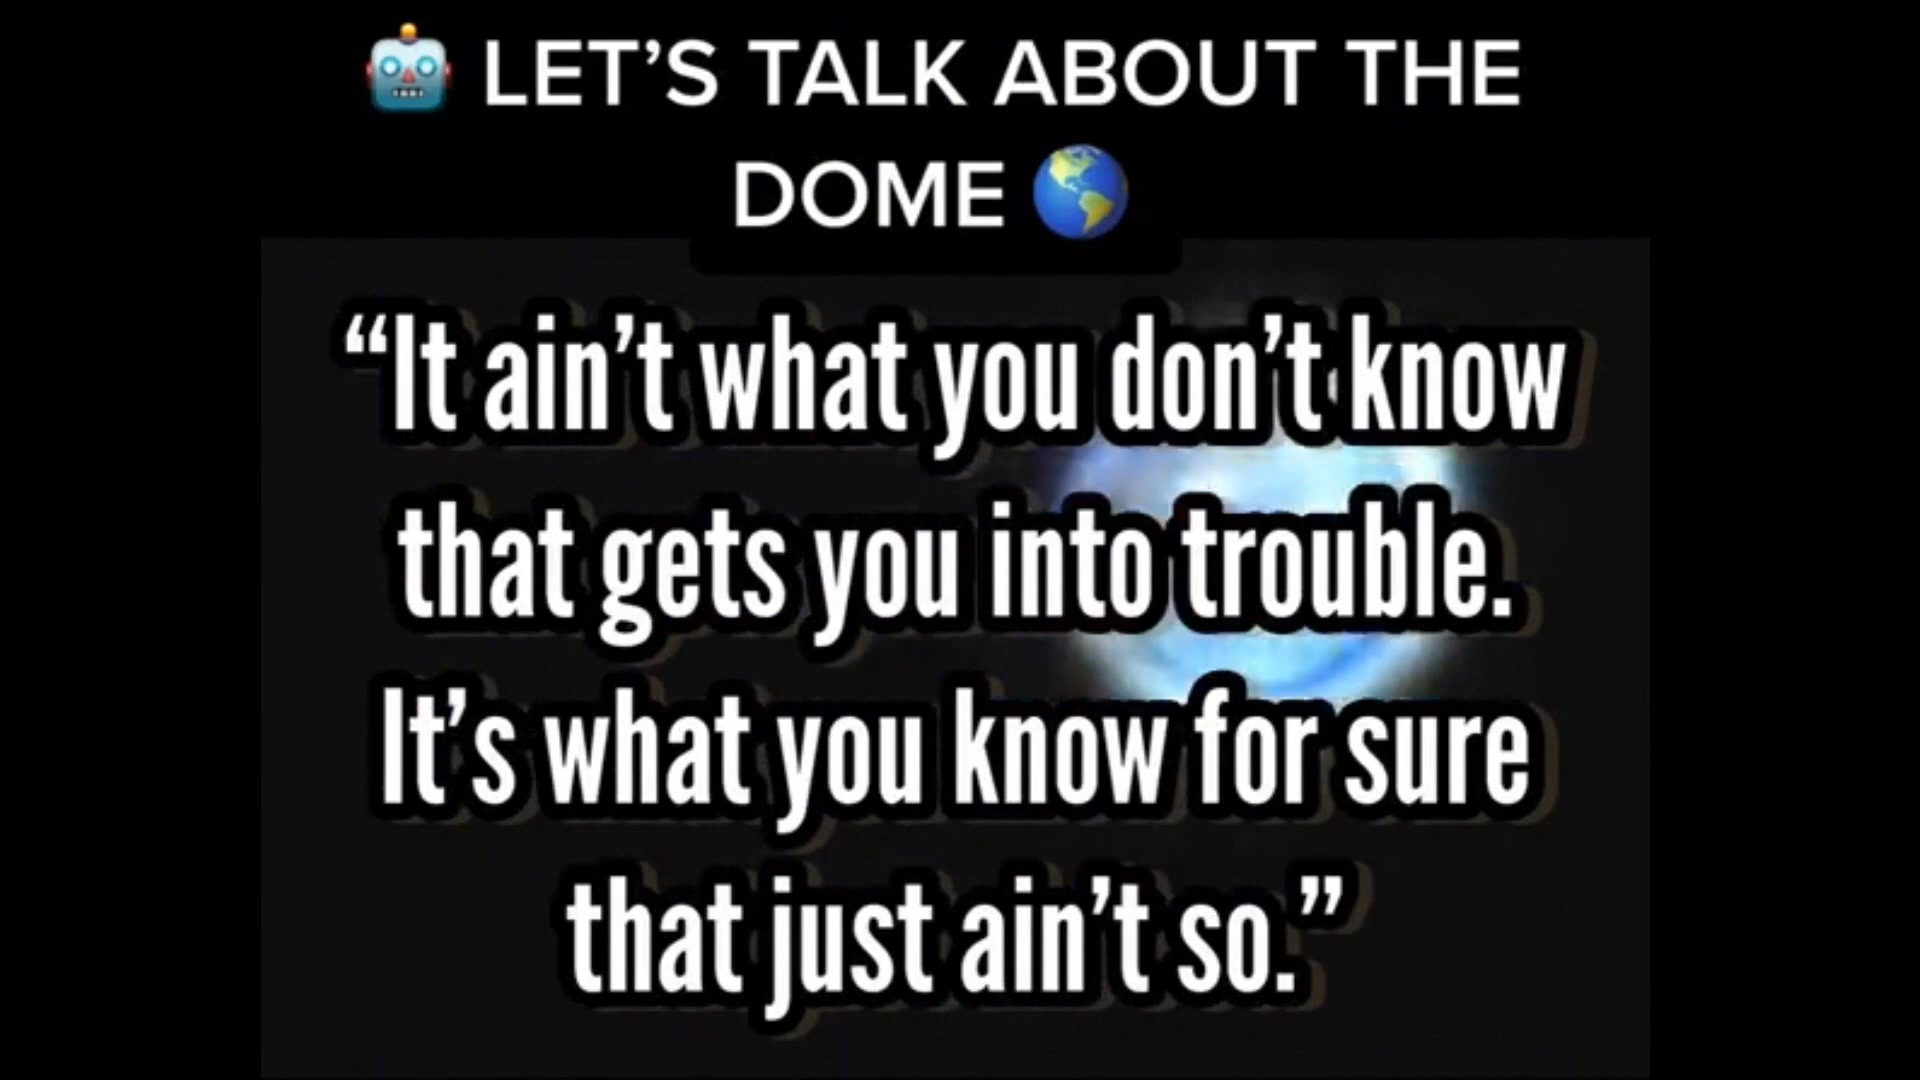 🤖 LET’S TALK ABOUT THE
DOME 🌎
“It ain’t what you don’t know
that gets you into trouble.
It’s what you know for sure
that just ain’t so.”